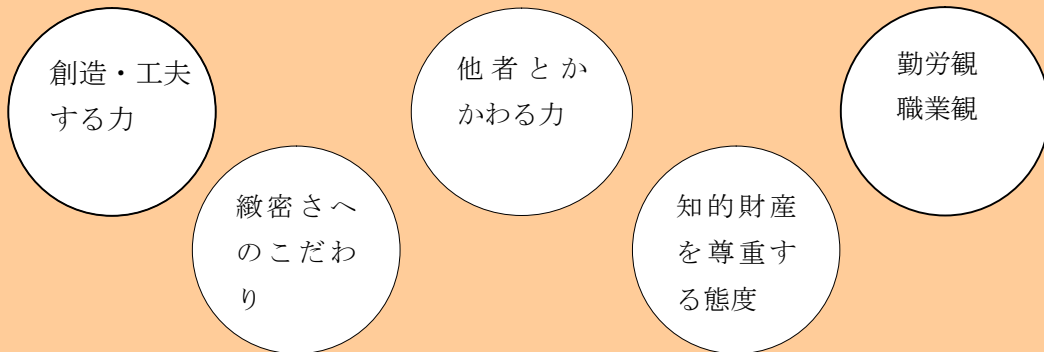 創造・工夫
する力
他者とか
かわる力
勤労観
職業観
緻密さへ
のこだわ
り
知的財産
を尊重す
る態度